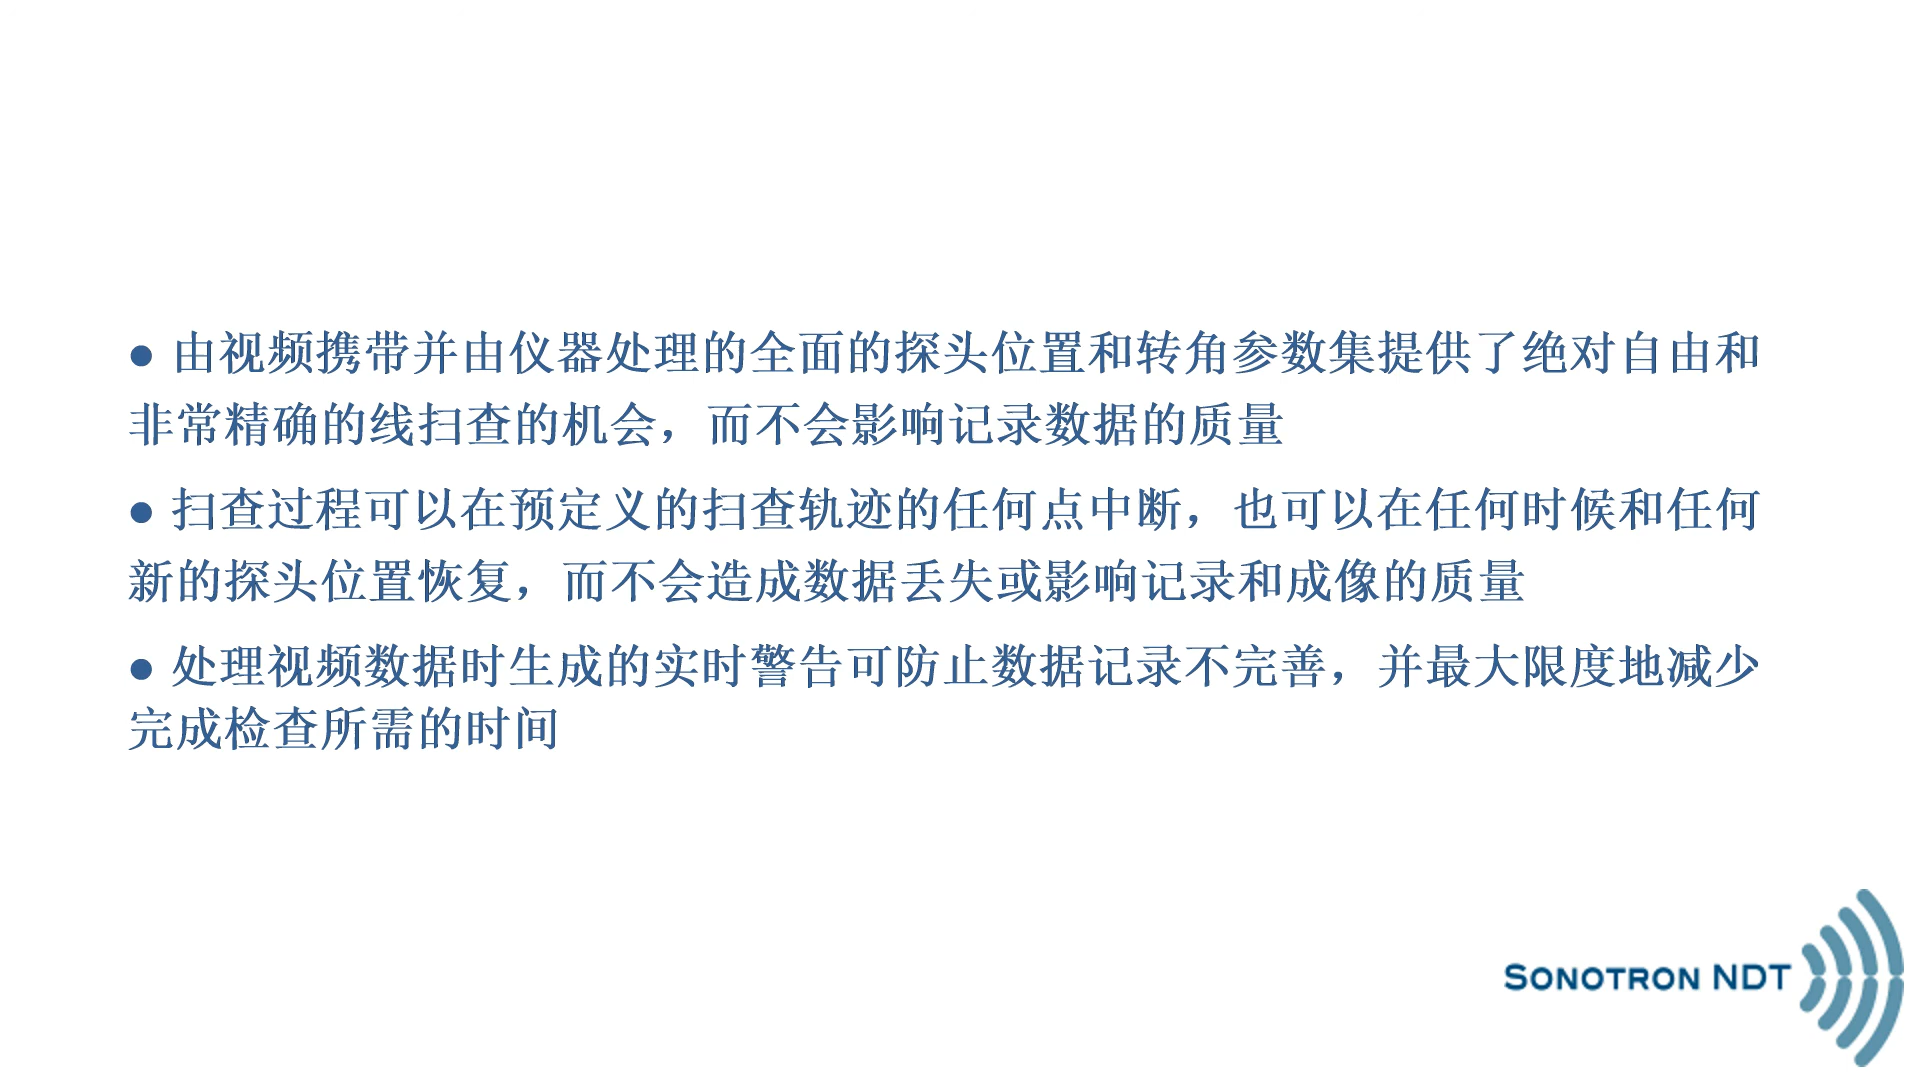 ● 由视频携带并由仪器处理的全面的探头位置和转角参数集提供了绝对自由和
非常精确的线扫查的机会，而不会影响记录数据的质量
● 扫查过程可以在预定义的扫查轨迹的任何点中断，也可以在任何时候和任何
新的探头位置恢复，而不会造成数据丢失或影响记录和成像的质量
● 处理视频数据时生成的实时警告可防止数据记录不完善，并最大限度地减少
完成检查所需的时间
SONOTRON NDT